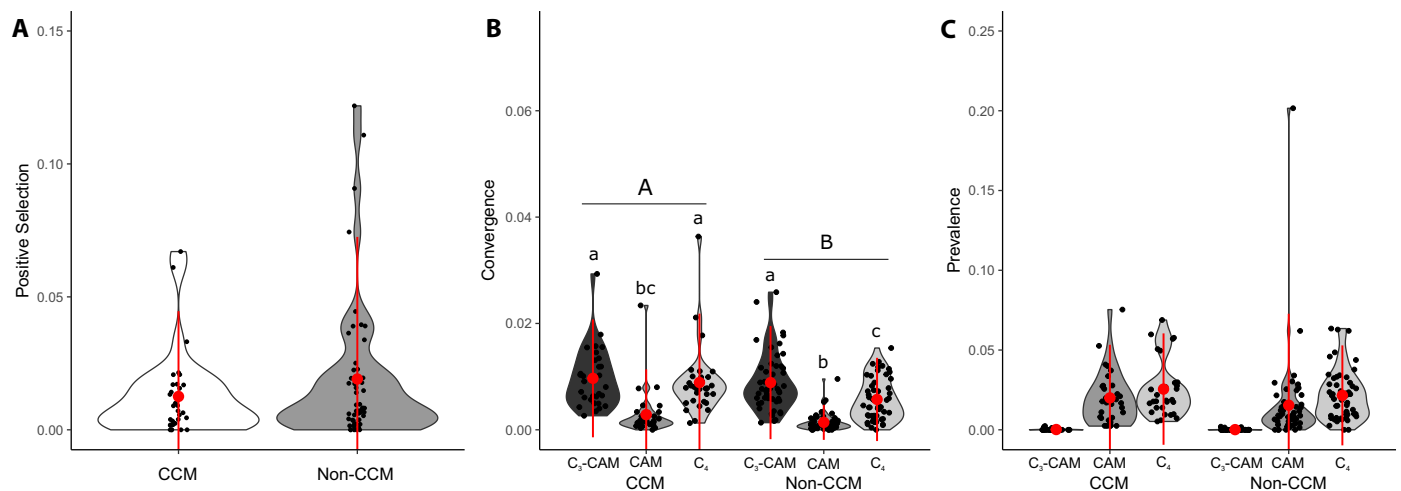 A
Positive Selection
0.15
0.10
0.05
0.00
CCM Non-CCM
B
Convergence
0.06
0.04
0.02
0.00
A
B
a bc a a b c
C₃-CAM CAM C₄ C₃-CAM CAM C₄
CCM Non-CCM
C
Prevalence
0.25
0.20
0.15
0.10
0.05
0.00
C₃-CAM CAM C₄ C₃-CAM CAM C₄
CCM Non-CCM